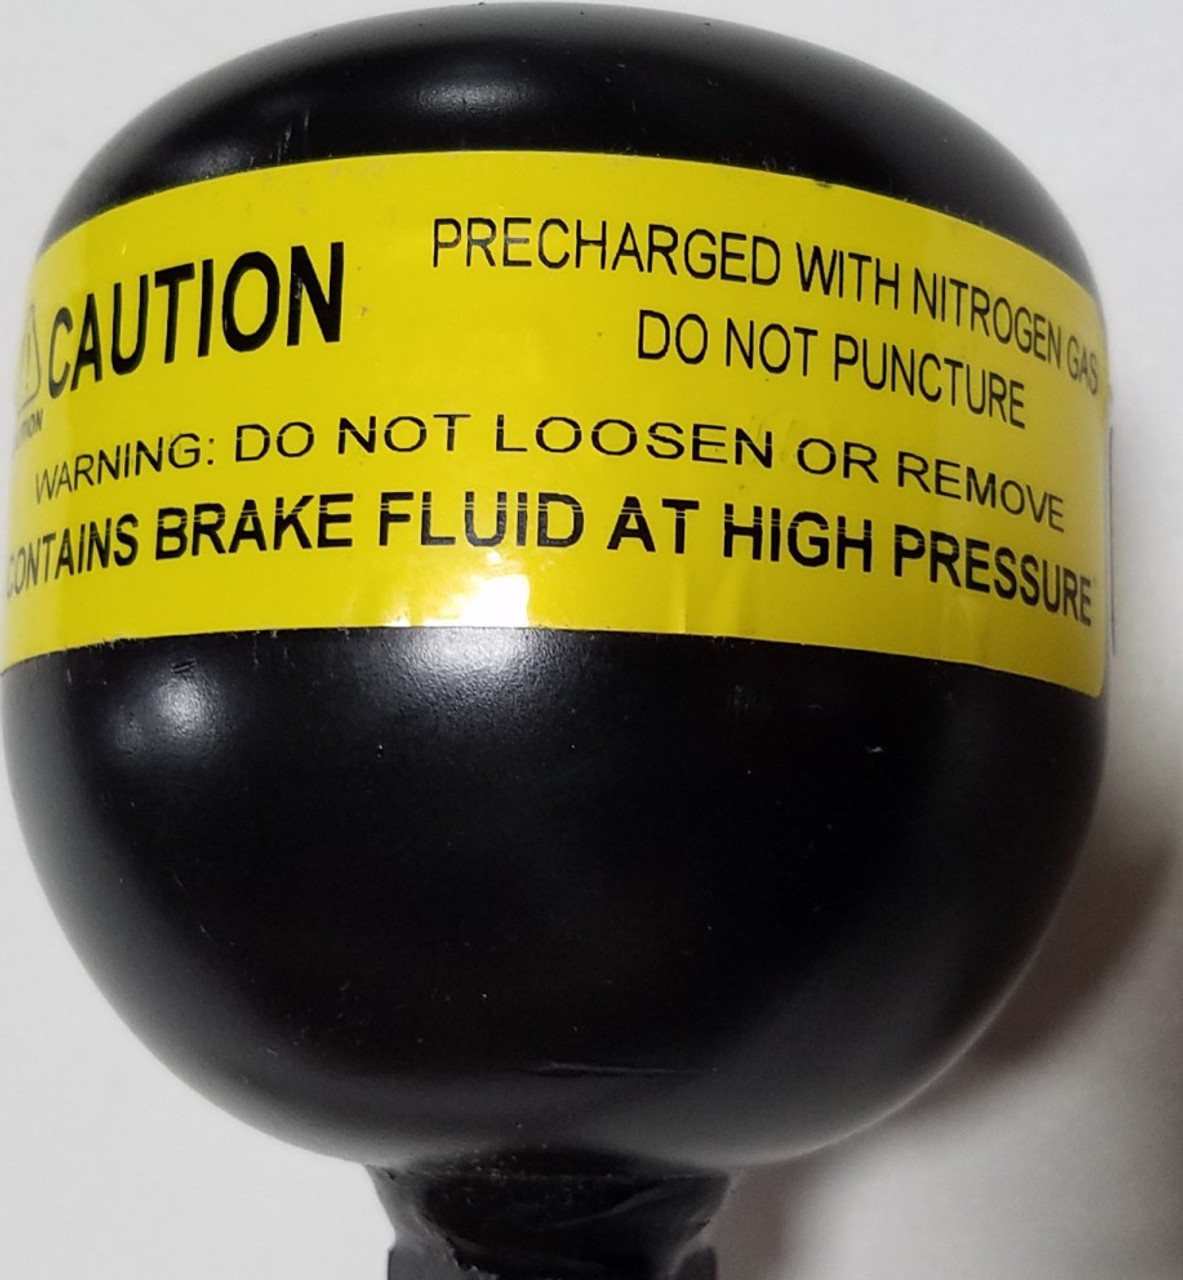 CAUTION
PRECHARGED WITH NITROGEN GAS
DO NOT PUNCTURE
WARNING: DO NOT LOOSEN OR REMOVE
CONTAINS BRAKE FLUID AT HIGH PRESSURE